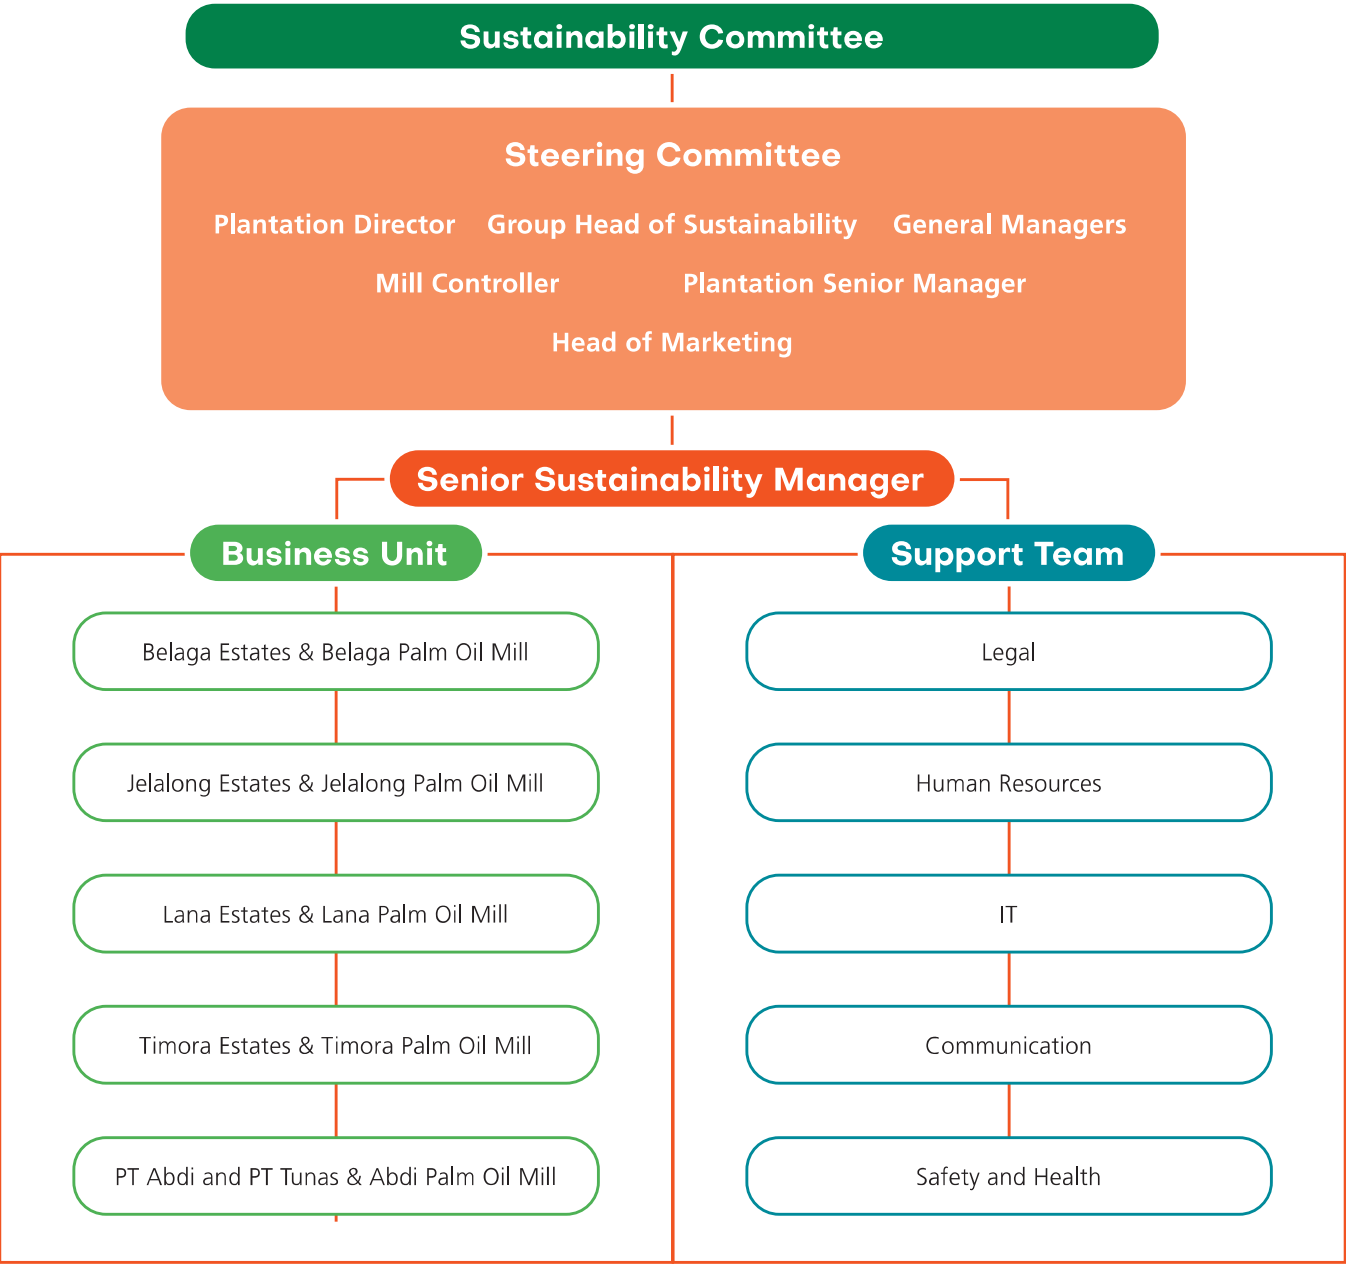 Sustainability Committee
Steering Committee
Plantation Director Group Head of Sustainability General Managers
Mill Controller Plantation Senior Manager
Head of Marketing
Senior Sustainability Manager
Business Unit
Belaga Estates & Belaga Palm Oil Mill
Jelalong Estates & Jelalong Palm Oil Mill
Lana Estates & Lana Palm Oil Mill
Timora Estates & Timora Palm Oil Mill
PT Abdi and PT Tunas & Abdi Palm Oil Mill
Support Team
Legal
Human Resources
IT
Communication
Safety and Health